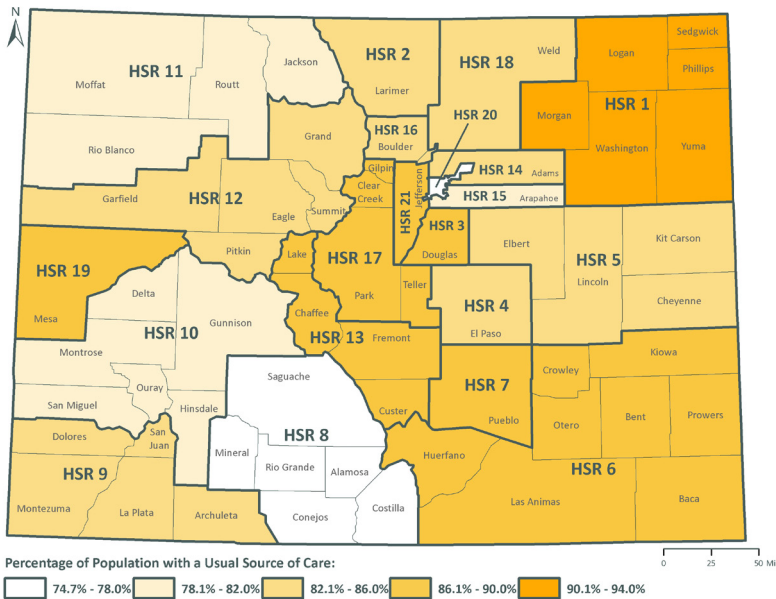 N
HSR 11
Moffat
Routt
Jackson
Rio Blanco
HSR 2
Larimer
HSR 18
Weld
HSR 1
Logan
Sedgwick
Phillips
Morgan
Washington
Yuma
HSR 20
HSR 16
Boulder
Grand
Gilpin
Clear
Creek
HSR 21
Jefferson
HSR 14
Adams
HSR 15
Arapahoe
HSR 12
Garfield
Eagle
Summit
Pitkin
HSR 3
Douglas
HSR 5
Elbert
Lincoln
Kit Carson
Cheyenne
HSR 19
Mesa
Lake
HSR 17
Park
Teller
HSR 4
El Paso
HSR 10
Delta
Gunnison
Montrose
Ouray
San Miguel
Hinsdale
Chaffee
HSR 13
Fremont
Custer
HSR 7
Pueblo
Saguache
HSR 8
Mineral
Rio Grande
Alamosa
Conejos
Costilla
Dolores
San
Juan
HSR 9
Montezuma
La Plata
Archuleta
Crowley
Kiowa
Otero
Bent
Prowers
HSR 6
Huerfano
Las Animas
Baca
Percentage of Population with a Usual Source of Care:
74.7% - 78.0%
78.1% - 82.0%
82.1% - 86.0%
86.1% - 90.0%
90.1% - 94.0%
0 25 50 Mi